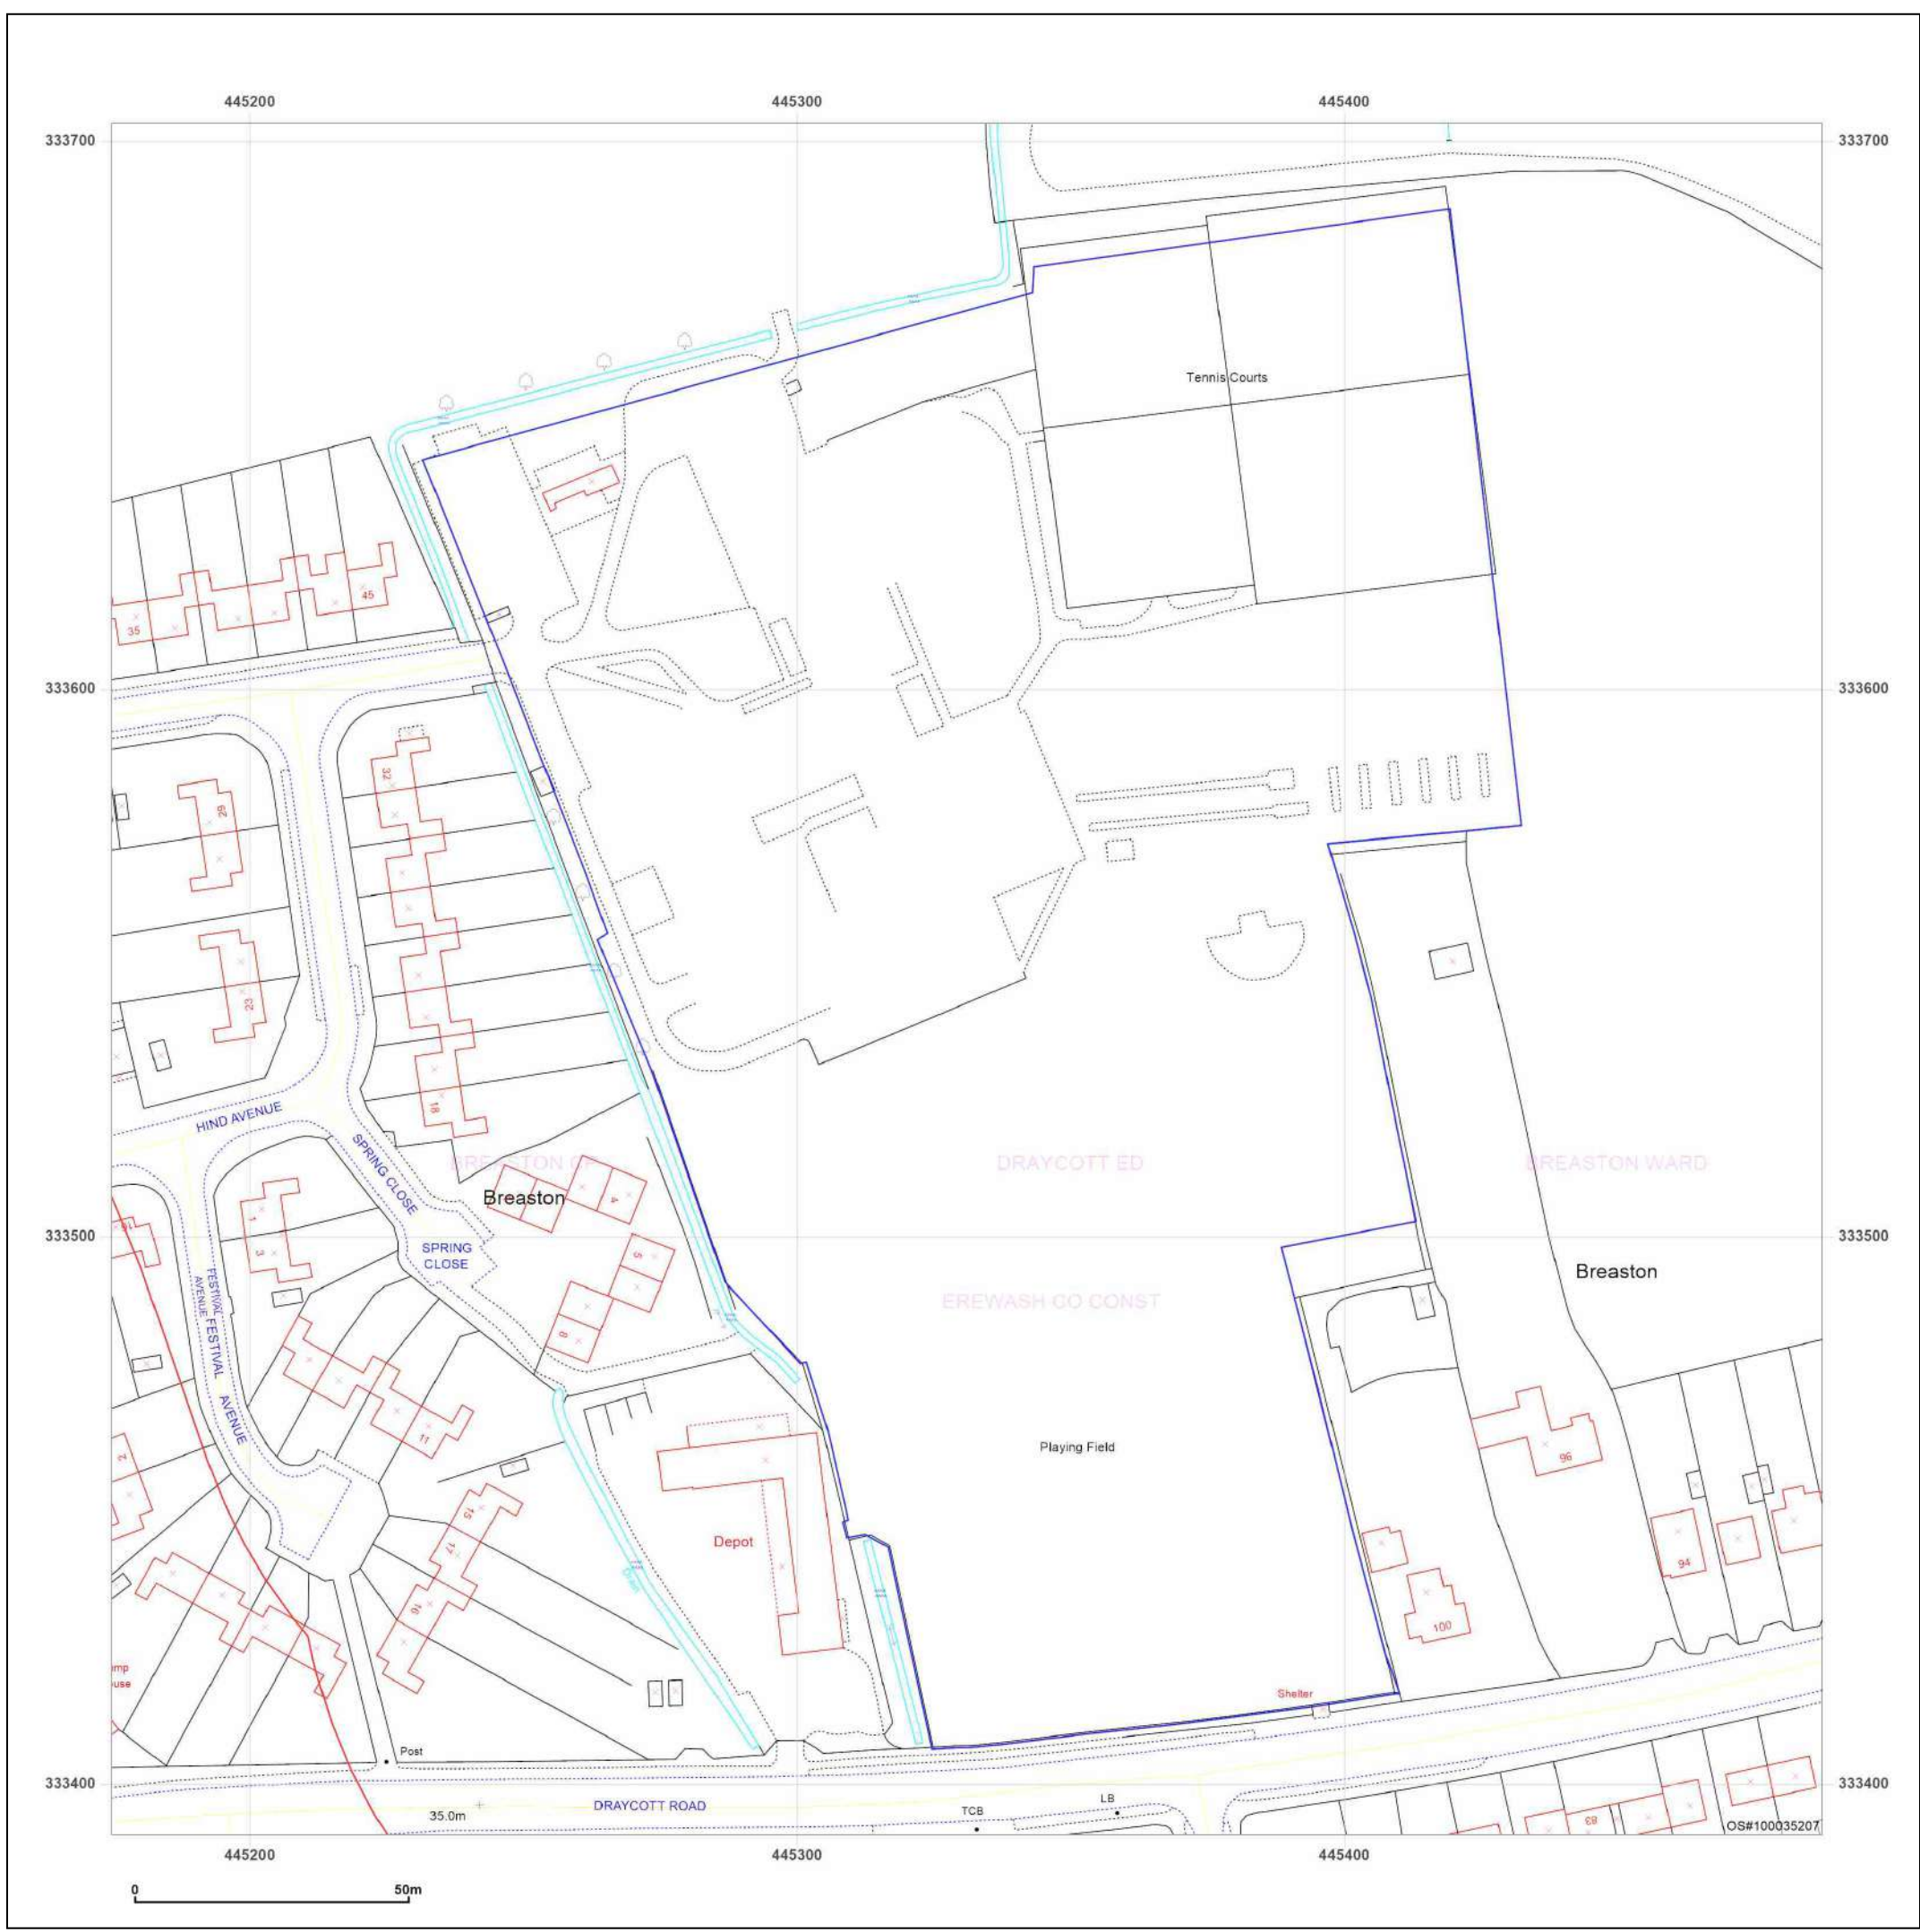 445200 445300 445400
333700 333700
Tennis Courts
45
35
333600 333600
32
29
23
18
HIND AVENUE
SPRING CLOSE
DRAYCOTT ED
BREASTON WARD
Breaston
4
1
3
333500 333500
SPRING
CLOSE
5
Breaston
FESTIVAL
AVENUE
FESTIVAL
AVENUE
EREWASH CO CONST
8
11
2
Playing Field
96
15
17
Depot
94
Drain
16
100
Shelter
Post
333400 333400
35.0m
DRAYCOTT ROAD
TCB
LB
83
OS#100035207
445200 445300 445400
0 50m